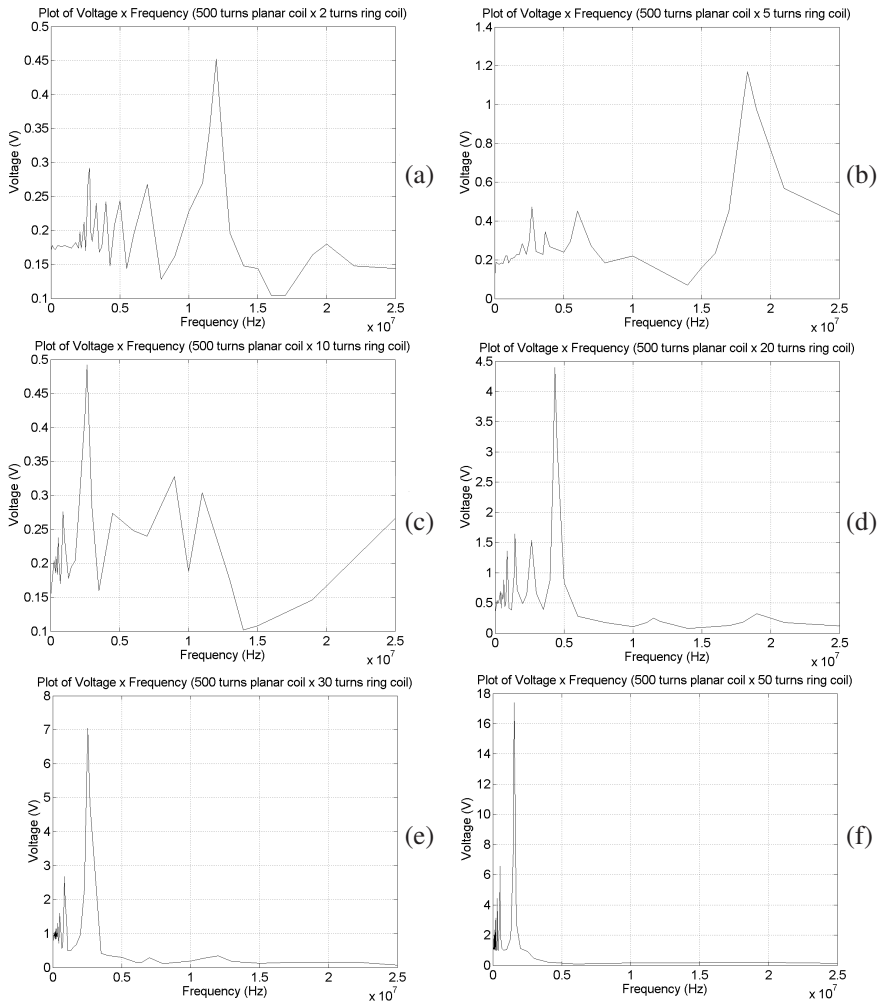 Plot of Voltage x Frequency (500 turns planar coil x 2 turns ring coil)
0.5
0.45
0.4
0.35
0.3
0.25
0.2
0.15
0.1
Voltage (V)
0 0.5 1 1.5 2 2.5
Frequency (Hz)
x 10^7
(a)
Plot of Voltage x Frequency (500 turns planar coil x 5 turns ring coil)
1.4
1.2
1
0.8
0.6
0.4
0.2
0
Voltage (V)
0 0.5 1 1.5 2 2.5
Frequency (Hz)
x 10^7
(b)
Plot of Voltage x Frequency (500 turns planar coil x 10 turns ring coil)
0.5
0.45
0.4
0.35
0.3
0.25
0.2
0.15
0.1
Voltage (V)
0 0.5 1 1.5 2 2.5
Frequency (Hz)
x 10^7
(c)
Plot of Voltage x Frequency (500 turns planar coil x 20 turns ring coil)
4.5
4
3.5
3
2.5
2
1.5
1
0.5
0
Voltage (V)
0 0.5 1 1.5 2 2.5
Frequency (Hz)
x 10^7
(d)
Plot of Voltage x Frequency (500 turns planar coil x 30 turns ring coil)
8
7
6
5
4
3
2
1
0
Voltage (V)
0 0.5 1 1.5 2 2.5
Frequency (Hz)
x 10^7
(e)
Plot of Voltage x Frequency (500 turns planar coil x 50 turns ring coil)
18
16
14
12
10
8
6
4
2
0
Voltage (V)
0 0.5 1 1.5 2 2.5
Frequency (Hz)
x 10^7
(f)